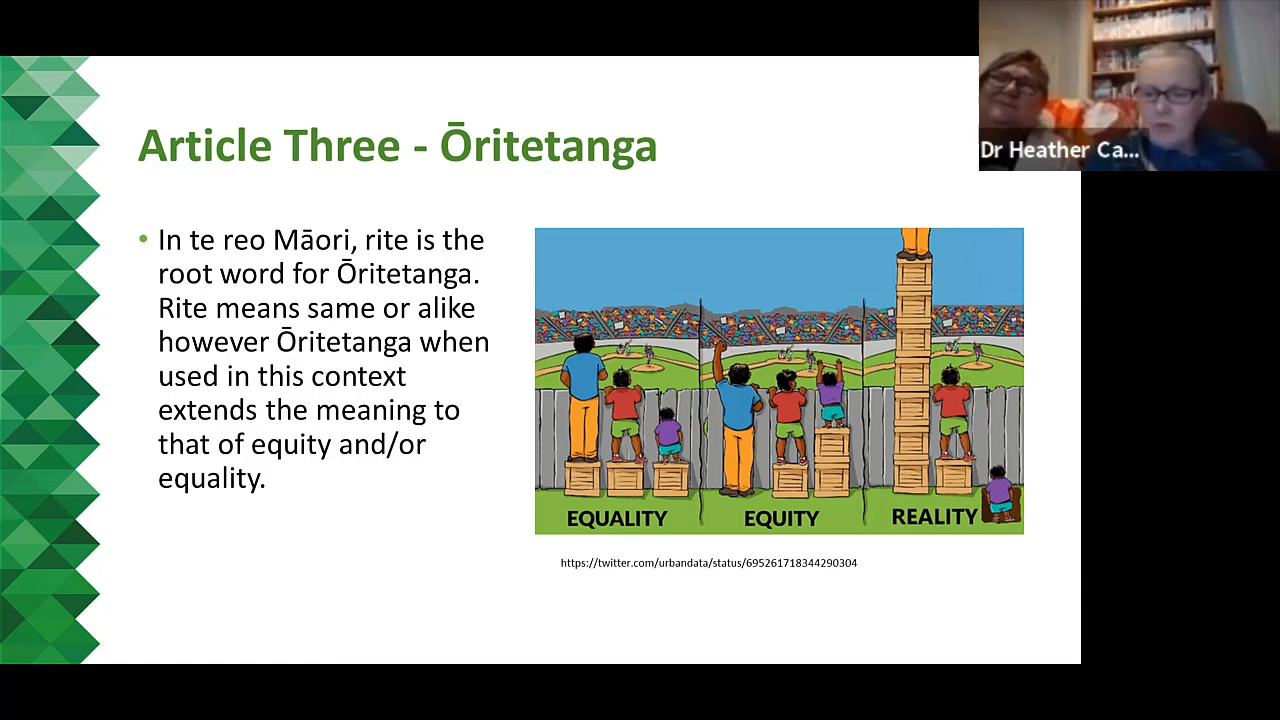 Article Three - Ōritetanga
Dr Heather Ca...
• In te reo Māori, rite is the
root word for Ōritetanga.
Rite means same or alike
however Ōritetanga when
used in this context
extends the meaning to
that of equity and/or
equality.
EQUALITY
EQUITY
REALITY
https://twitter.com/urbandata/status/695261718344290304